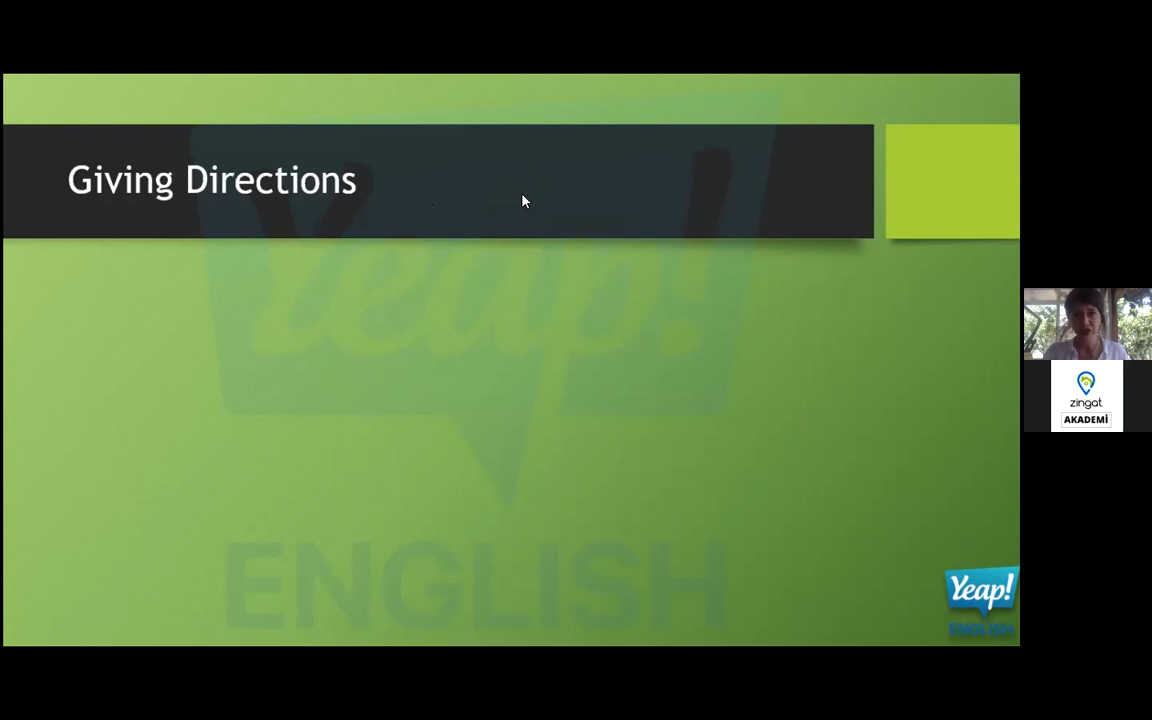 Giving Directions
Yeap!
ENGLISH
Yeap!
ENGLISH
zingat
AKADEMİ